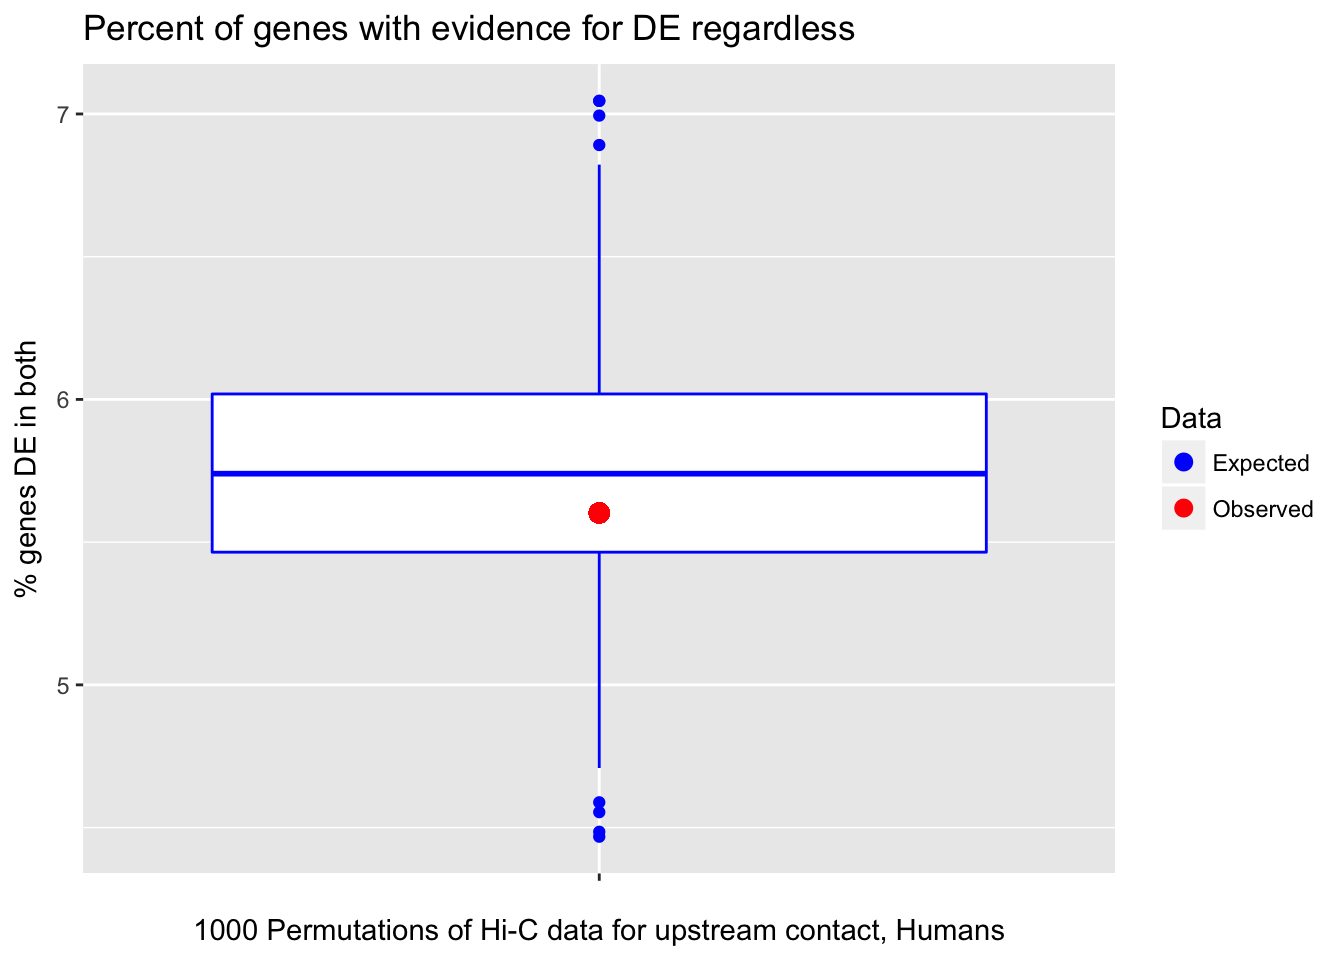 Percent of genes with evidence for DE regardless
7
6
5
% genes DE in both
Data
Expected
Observed
1000 Permutations of Hi-C data for upstream contact, Humans